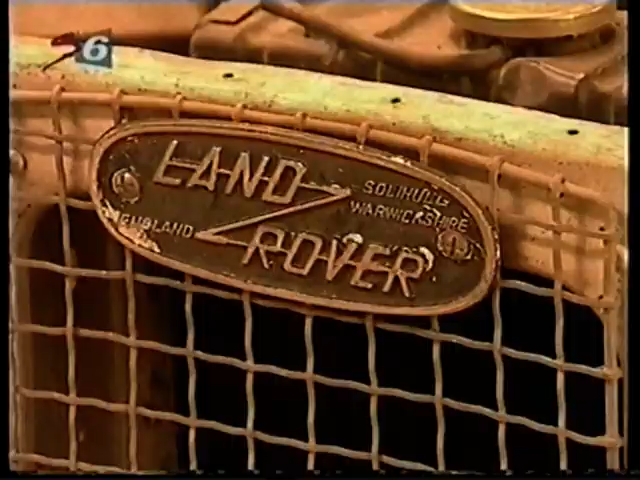 6
LAND
SOLIHULL
WARWICKSHIRE
ENGLAND
ROVER